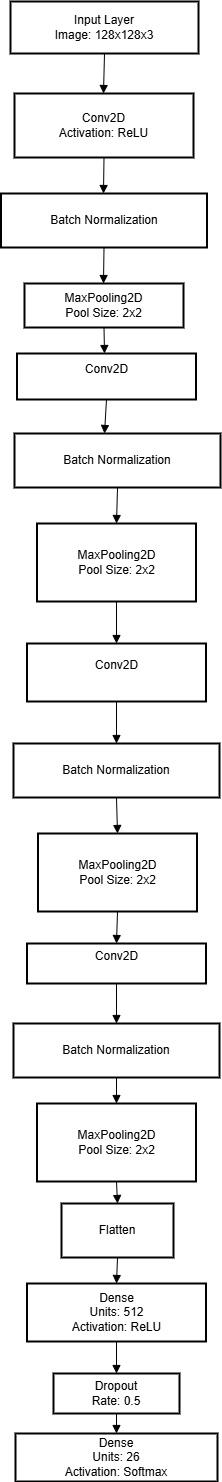 Input Layer
Image: 128x128x3
Conv2D
Activation: ReLU
Batch Normalization
MaxPooling2D
Pool Size: 2x2
Conv2D
Batch Normalization
MaxPooling2D
Pool Size: 2x2
Conv2D
Batch Normalization
MaxPooling2D
Pool Size: 2x2
Conv2D
Batch Normalization
MaxPooling2D
Pool Size: 2x2
Flatten
Dense
Units: 512
Activation: ReLU
Dropout
Rate: 0.5
Dense
Units: 26
Activation: Softmax